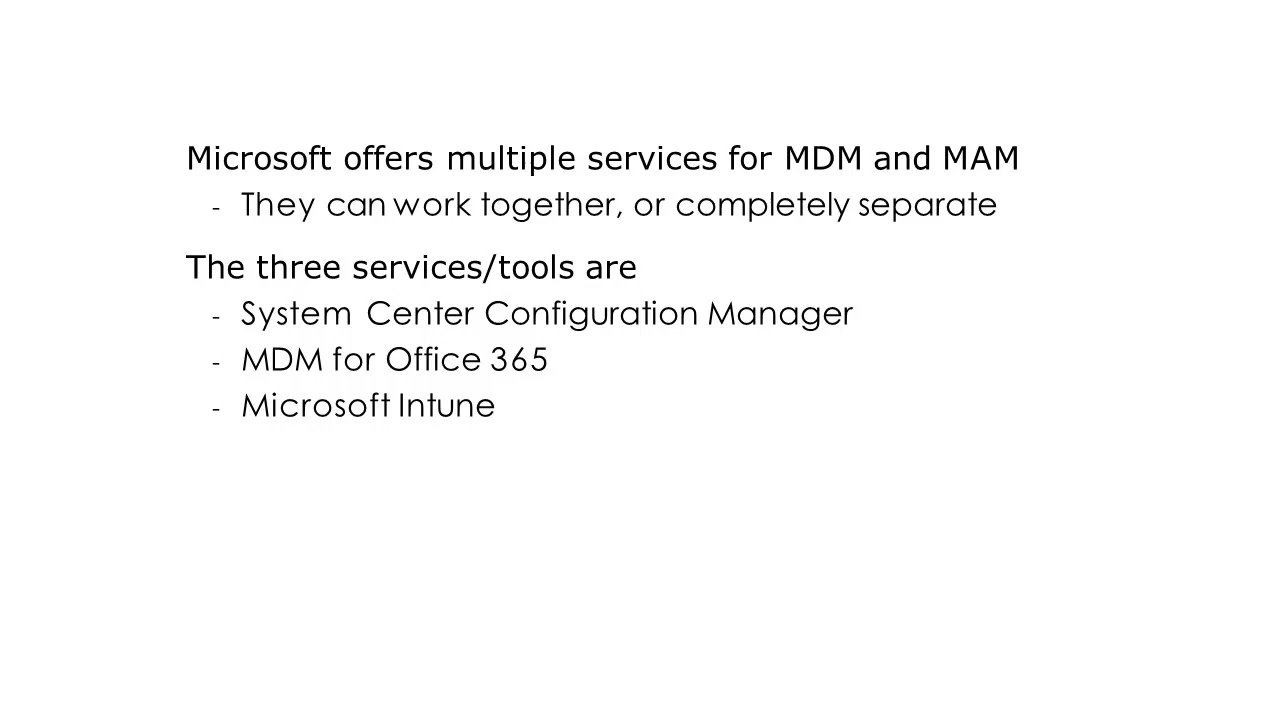 Microsoft offers multiple services for MDM and MAM
- They can work together, or completely separate
The three services/tools are
- System Center Configuration Manager
- MDM for Office 365
- Microsoft Intune